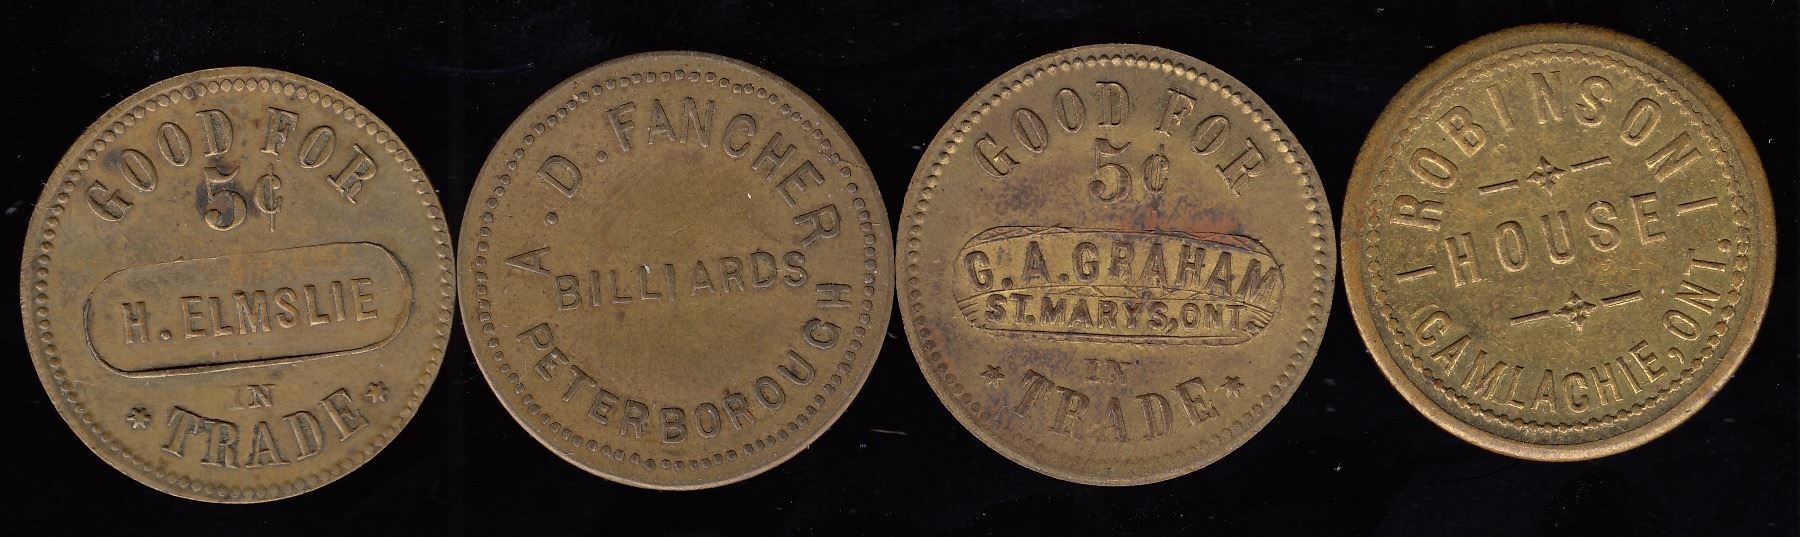 GOOD FOR
5¢
H. ELMSLIE
IN
* TRADE *
A. D. FANCHER
BILLIARDS
PETERBOROUGH
GOOD FOR
5¢
G. A. GRAHAM
ST. MARYS, ONT.
IN
* TRADE *
ROBINSON
HOUSE
CAMLACHIE, ONT.